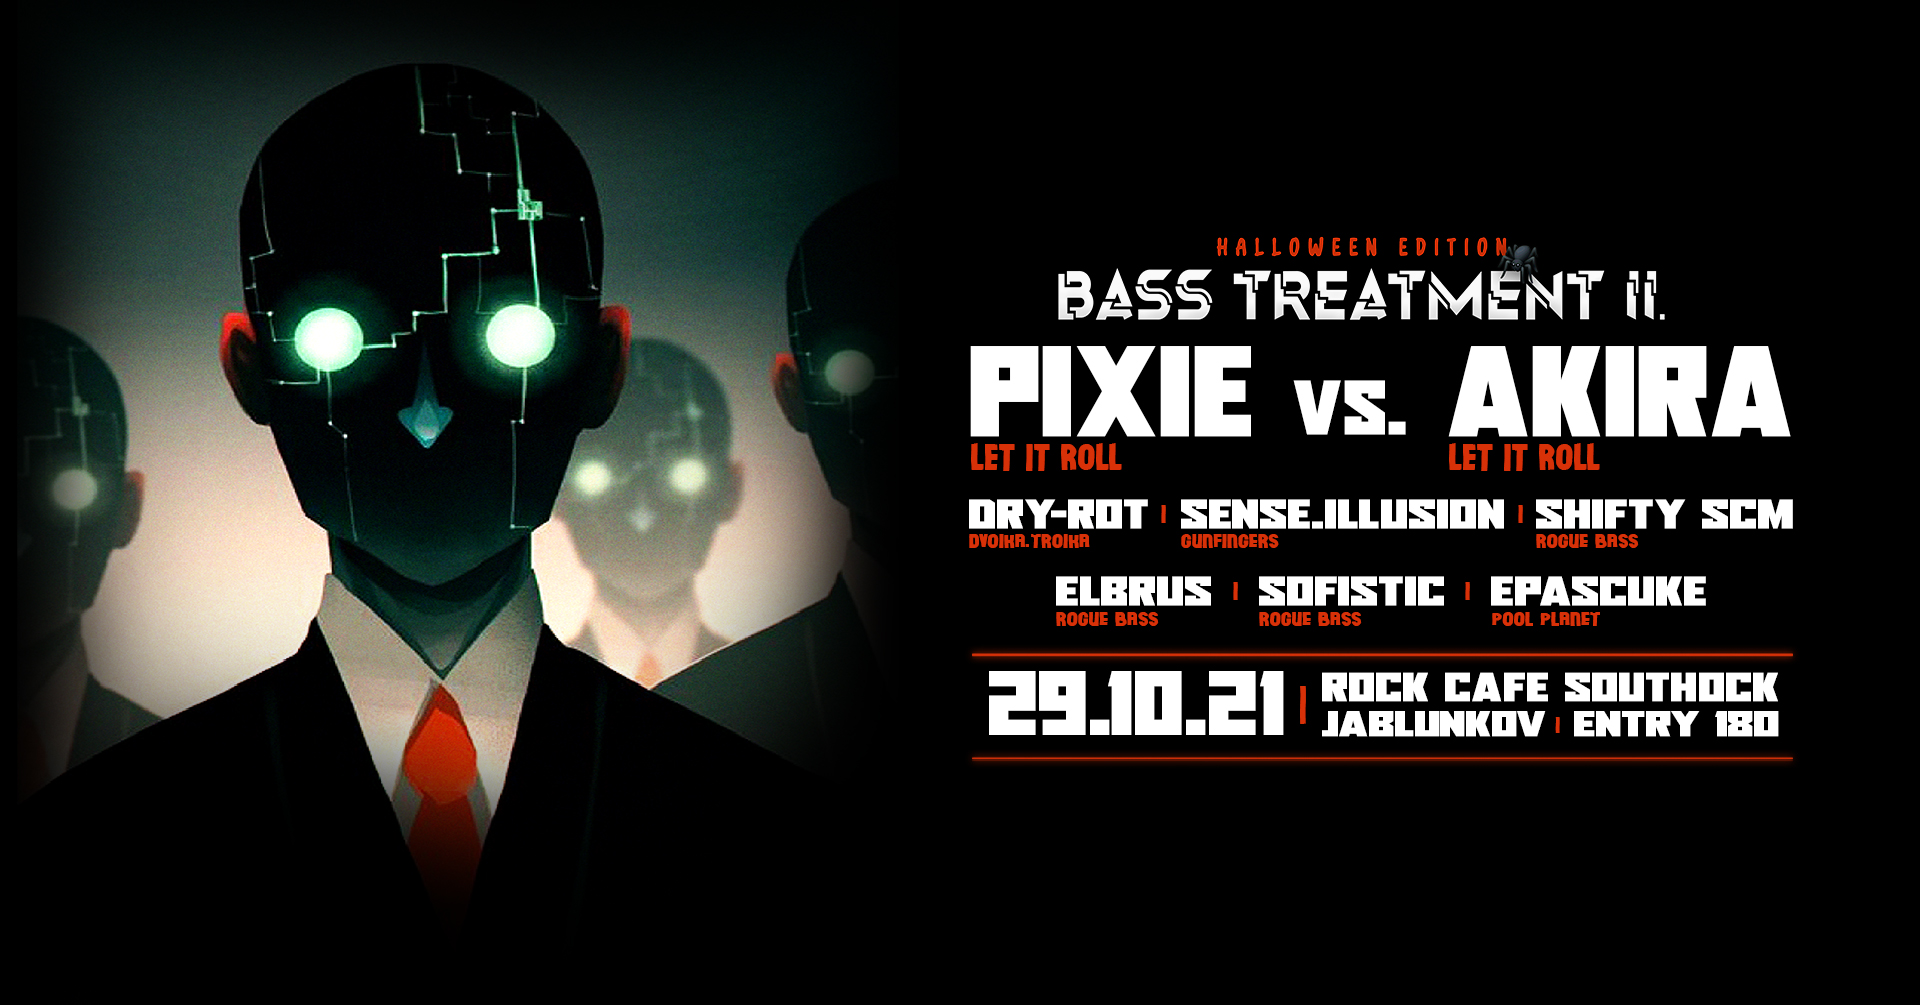 HALLOWEEN EDITION
BASS TREATMENT II.
PIXIE VS. AKIRA
LET IT ROLL LET IT ROLL
DRY-ROT | SENSE.ILLUSION | SHIFTY SCM
DVOIKA.TROIKA GUNFINGERS ROGUE BASS
ELBRUS | SOFISTIC | EPASCUKE
ROGUE BASS ROGUE BASS POOL PLANET
29.10.21 | ROCK CAFE SOUTHOCK
JABLUNKOV | ENTRY 180